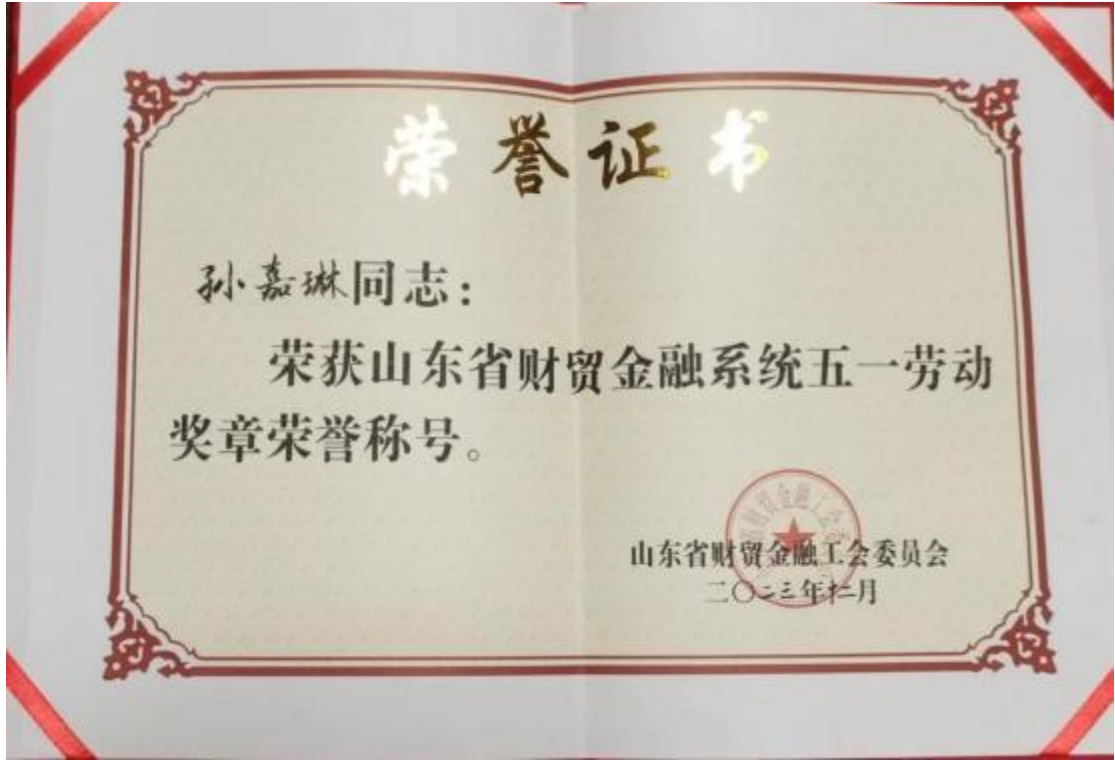 荣誉证书
孙嘉琳同志：
荣获山东省财贸金融系统五一劳动
奖章荣誉称号。
山东省财贸金融工会委员会
二〇二三年十二月